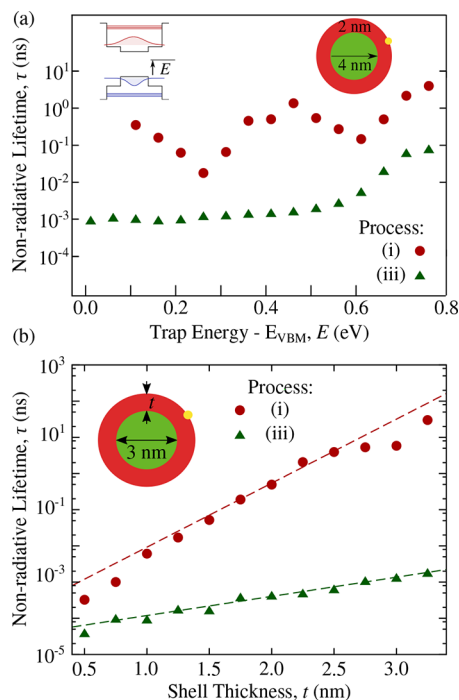 (a)
Non-radiative Lifetime, τ (ns)
10¹
10⁰
10⁻¹
10⁻²
10⁻³
10⁻⁴
E
2 nm
4 nm
Process:
(i)
(iii)
0.0 0.2 0.4 0.6 0.8
Trap Energy - E_VBM, E (eV)
(b)
Non-radiative Lifetime, τ (ns)
10³
10¹
10⁻¹
10⁻³
10⁻⁵
t
3 nm
Process:
(i)
(iii)
0.5 1.0 1.5 2.0 2.5 3.0
Shell Thickness, t (nm)